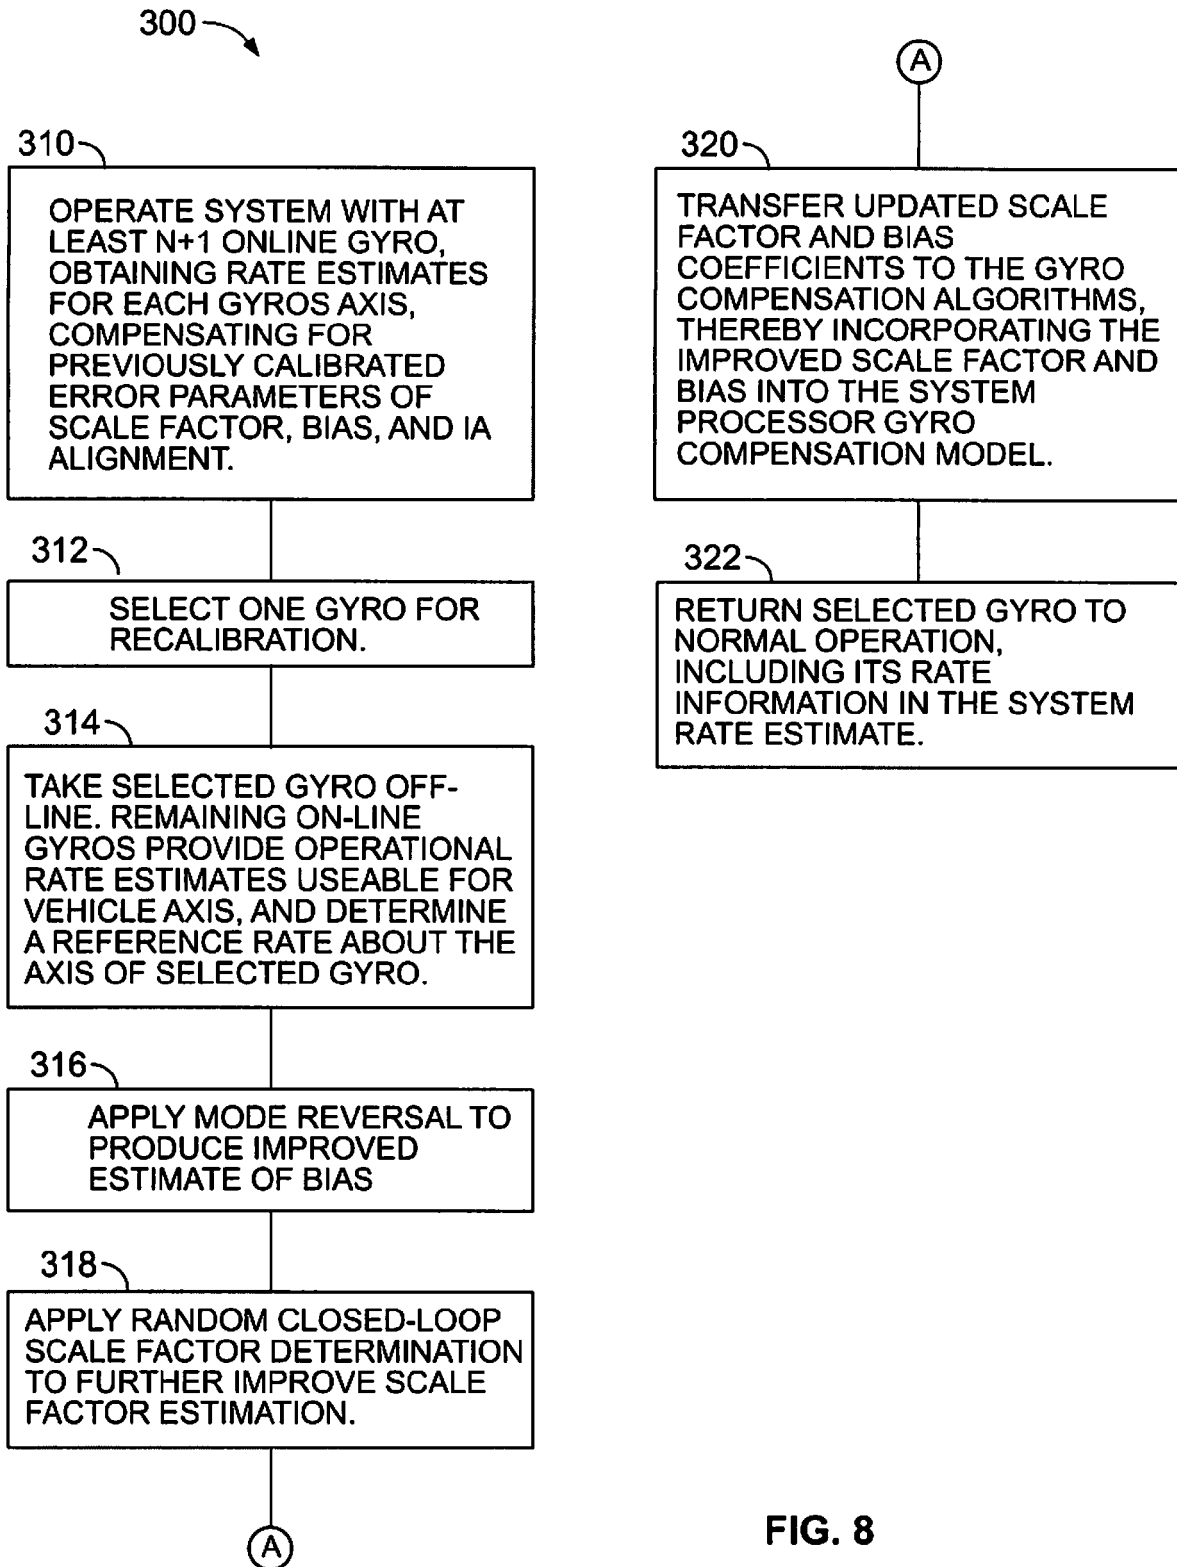 300
310
OPERATE SYSTEM WITH AT
LEAST N+1 ONLINE GYRO,
OBTAINING RATE ESTIMATES
FOR EACH GYROS AXIS,
COMPENSATING FOR
PREVIOUSLY CALIBRATED
ERROR PARAMETERS OF
SCALE FACTOR, BIAS, AND IA
ALIGNMENT.
312
SELECT ONE GYRO FOR
RECALIBRATION.
314
TAKE SELECTED GYRO OFF-
LINE. REMAINING ON-LINE
GYROS PROVIDE OPERATIONAL
RATE ESTIMATES USEABLE FOR
VEHICLE AXIS, AND DETERMINE
A REFERENCE RATE ABOUT THE
AXIS OF SELECTED GYRO.
316
APPLY MODE REVERSAL TO
PRODUCE IMPROVED
ESTIMATE OF BIAS
318
APPLY RANDOM CLOSED-LOOP
SCALE FACTOR DETERMINATION
TO FURTHER IMPROVE SCALE
FACTOR ESTIMATION.
A
A
320
TRANSFER UPDATED SCALE
FACTOR AND BIAS
COEFFICIENTS TO THE GYRO
COMPENSATION ALGORITHMS,
THEREBY INCORPORATING THE
IMPROVED SCALE FACTOR AND
BIAS INTO THE SYSTEM
PROCESSOR GYRO
COMPENSATION MODEL.
322
RETURN SELECTED GYRO TO
NORMAL OPERATION,
INCLUDING ITS RATE
INFORMATION IN THE SYSTEM
RATE ESTIMATE.
FIG. 8